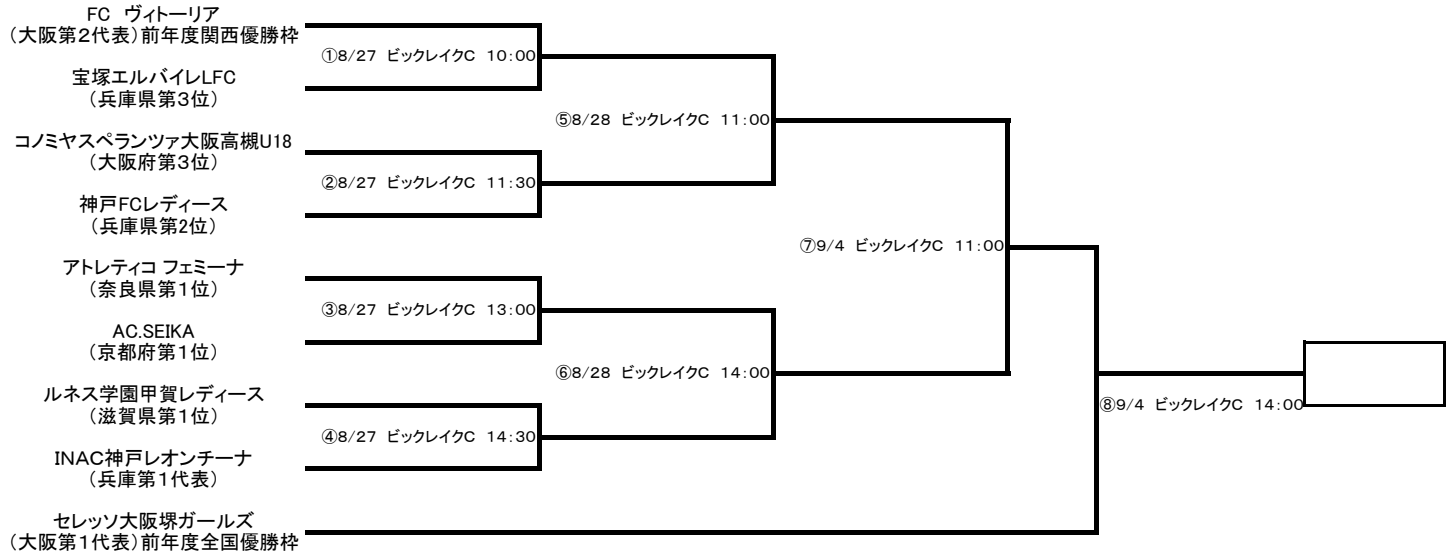 FC　ヴィトーリア
（大阪第2代表）前年度関西優勝枠
①8/27 ビックレイクC 10:00
宝塚エルバイレLFC
（兵庫県第3位）
⑤8/28 ビックレイクC 11:00
コノミヤスペランツァ大阪高槻U18
（大阪府第3位）
②8/27 ビックレイクC 11:30
神戸FCレディース
（兵庫県第2位）
⑦9/4 ビックレイクC 11:00
アトレティコ フェミーナ
（奈良県第１位）
③8/27 ビックレイクC 13:00
AC.SEIKA
（京都府第１位）
⑥8/28 ビックレイクC 14:00
ルネス学園甲賀レディース
（滋賀県第１位）
⑧9/4 ビックレイクC 14:00
④8/27 ビックレイクC 14:30
INAC神戸レオンチーナ
（兵庫第１代表）
セレッソ大阪堺ガールズ
（大阪第１代表）前年度全国優勝枠